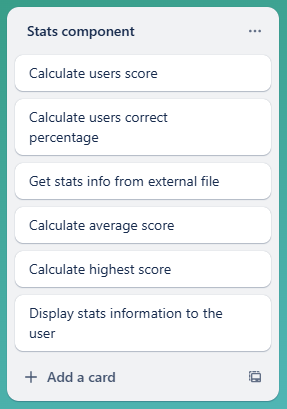 Stats component
Calculate users score
Calculate users correct
percentage
Get stats info from external file
Calculate average score
Calculate highest score
Display stats information to the
user
Add a card